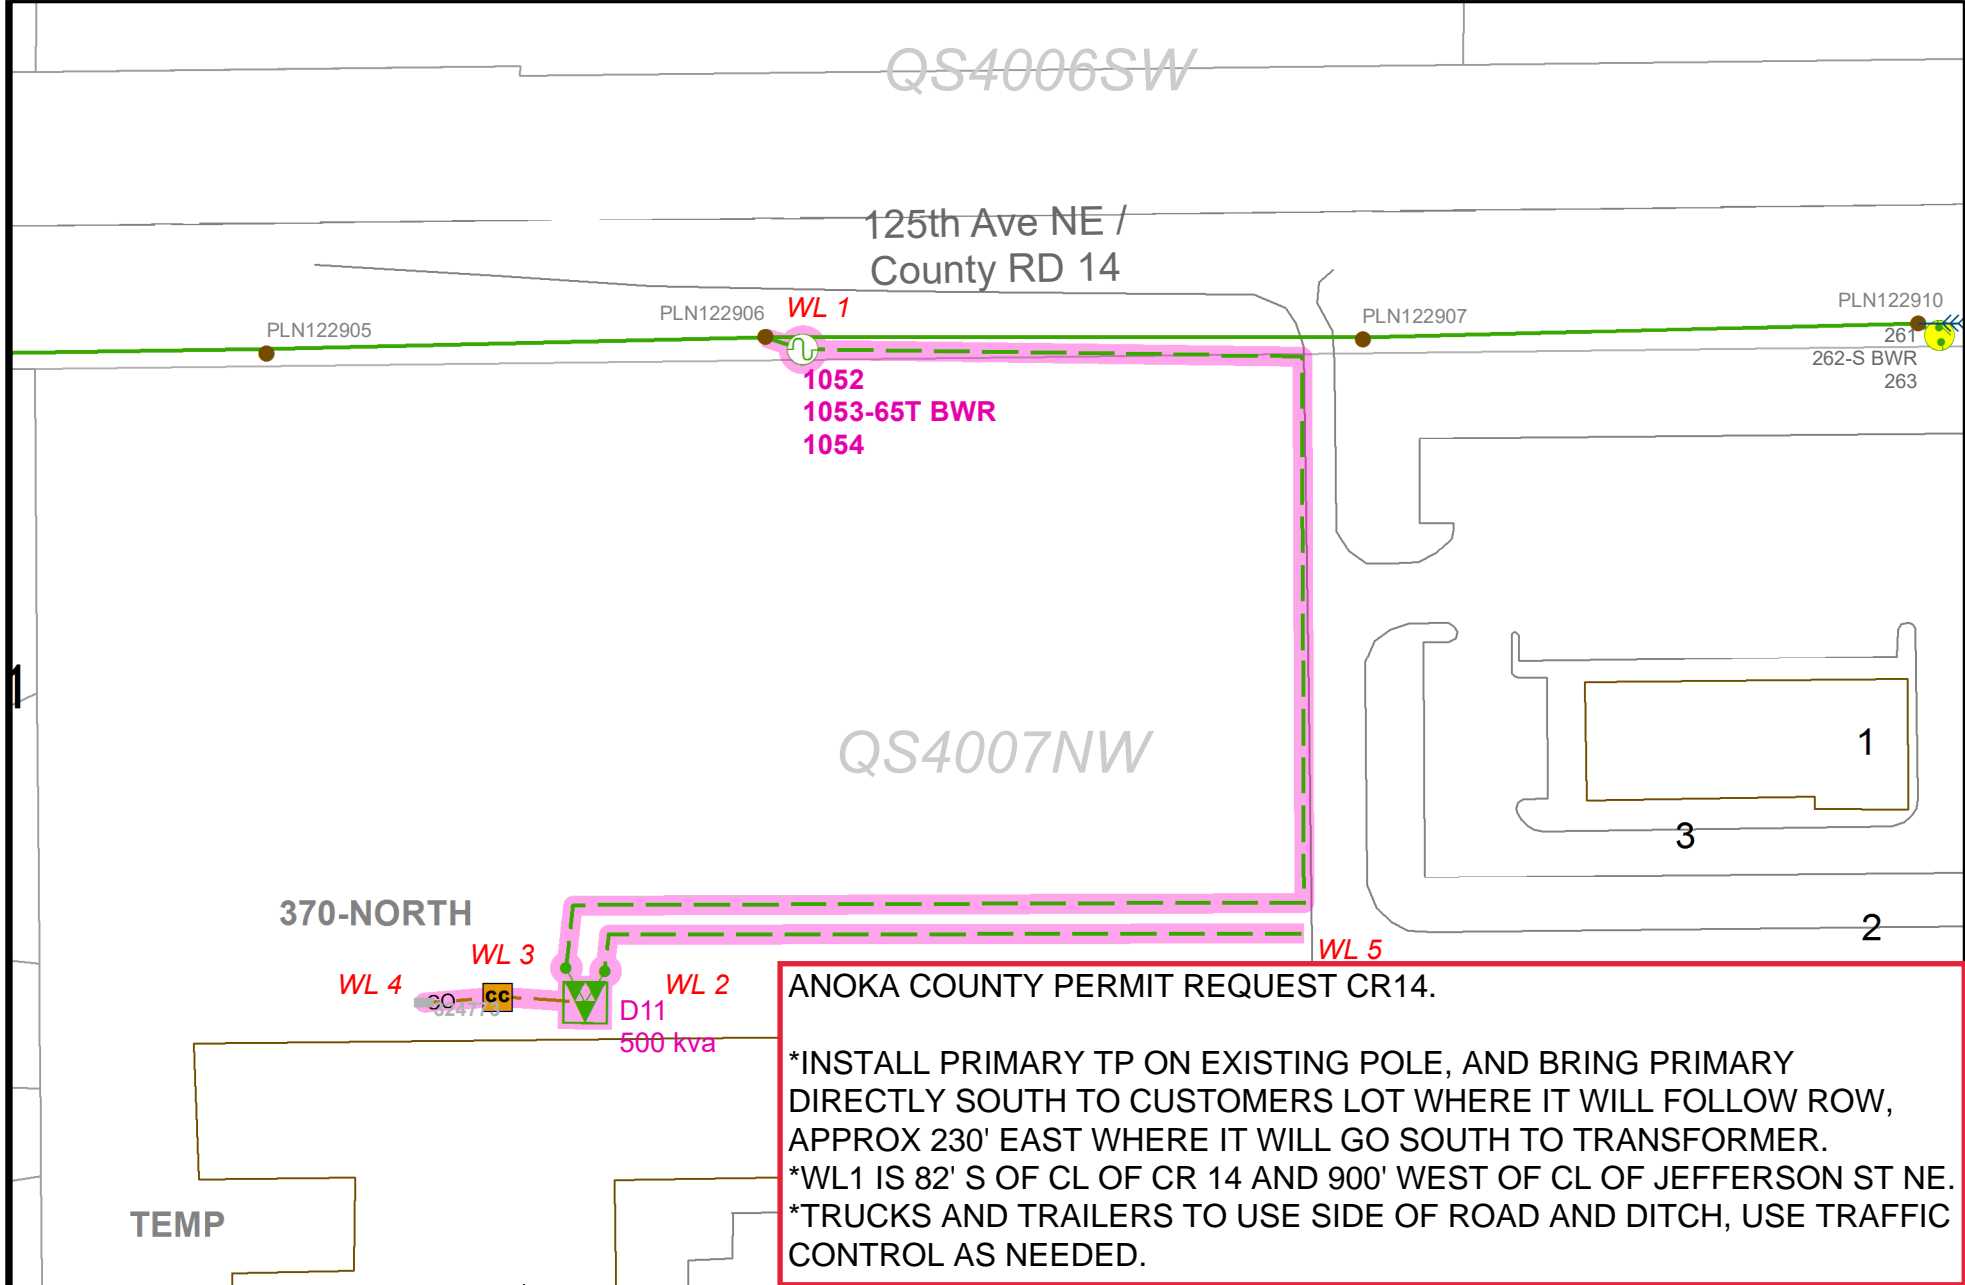 QS4006SW
125th Ave NE /
County RD 14
PLN122905
PLN122906
WL 1
PLN122907
PLN122910
261
262-S BWR
263
1052
1053-65T BWR
1054
1
QS4007NW
1
3
2
370-NORTH
WL 3
WL 4
cc
WL 2
WL 5
D11
500 kva
TEMP
ANOKA COUNTY PERMIT REQUEST CR14.
*INSTALL PRIMARY TP ON EXISTING POLE, AND BRING PRIMARY
DIRECTLY SOUTH TO CUSTOMERS LOT WHERE IT WILL FOLLOW ROW,
APPROX 230' EAST WHERE IT WILL GO SOUTH TO TRANSFORMER.
*WL1 IS 82' S OF CL OF CR 14 AND 900' WEST OF CL OF JEFFERSON ST NE.
*TRUCKS AND TRAILERS TO USE SIDE OF ROAD AND DITCH, USE TRAFFIC
CONTROL AS NEEDED.